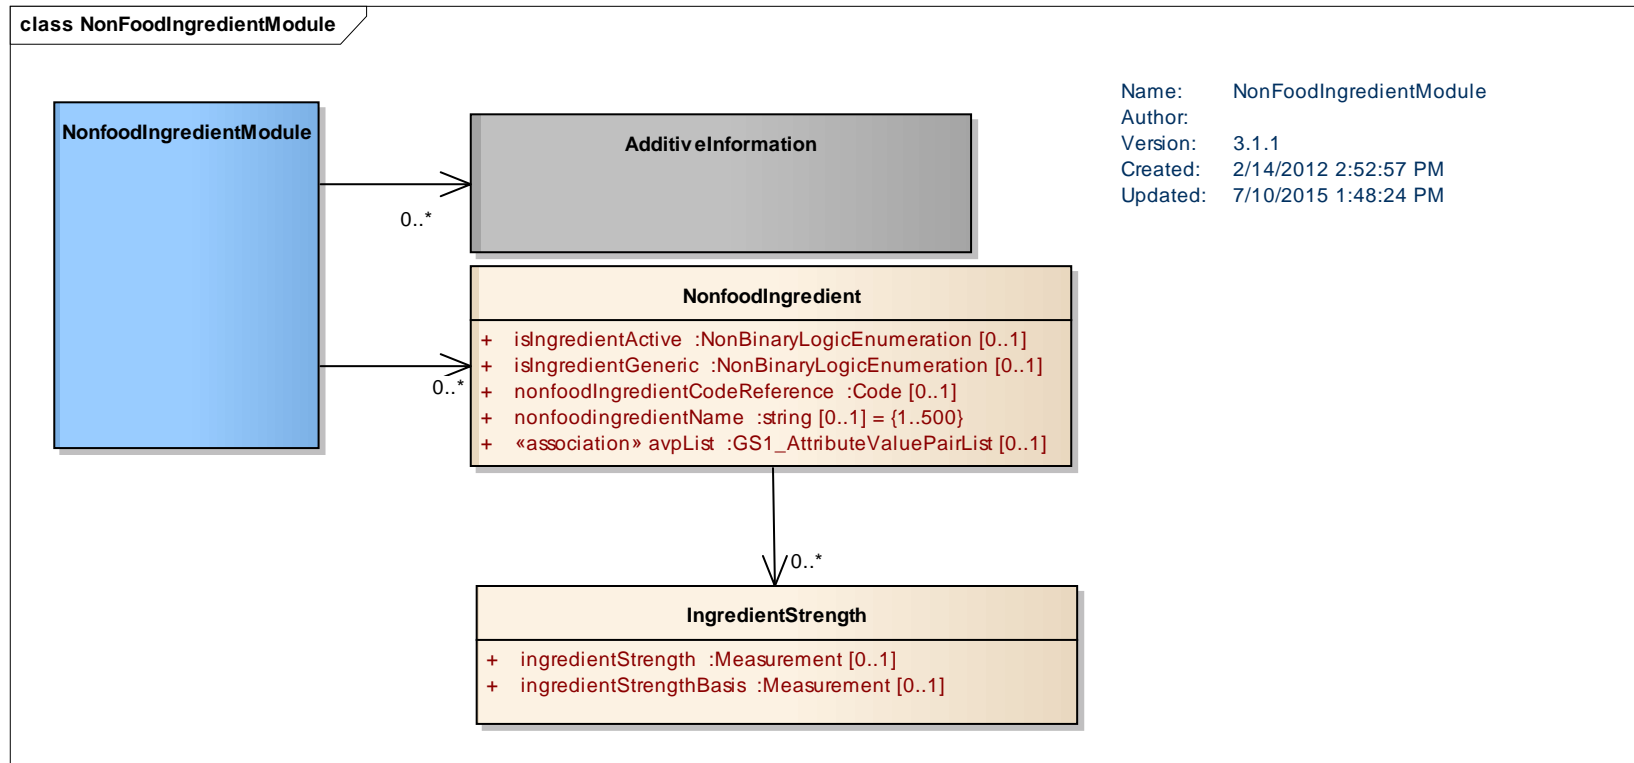 class NonFoodIngredientModule
NonfoodIngredientModule
AdditiveInformation
0..*
NonfoodIngredient
+ isIngredientActive :NonBinaryLogicEnumeration [0..1]
+ isIngredientGeneric :NonBinaryLogicEnumeration [0..1]
+ nonfoodIngredientCodeReference :Code [0..1]
+ nonfoodingredientName :string [0..1] = {1..500}
+ «association» avpList :GS1_AttributeValuePairList [0..1]
0..*
0..*
IngredientStrength
+ ingredientStrength :Measurement [0..1]
+ ingredientStrengthBasis :Measurement [0..1]
Name: NonFoodIngredientModule
Author:
Version: 3.1.1
Created: 2/14/2012 2:52:57 PM
Updated: 7/10/2015 1:48:24 PM